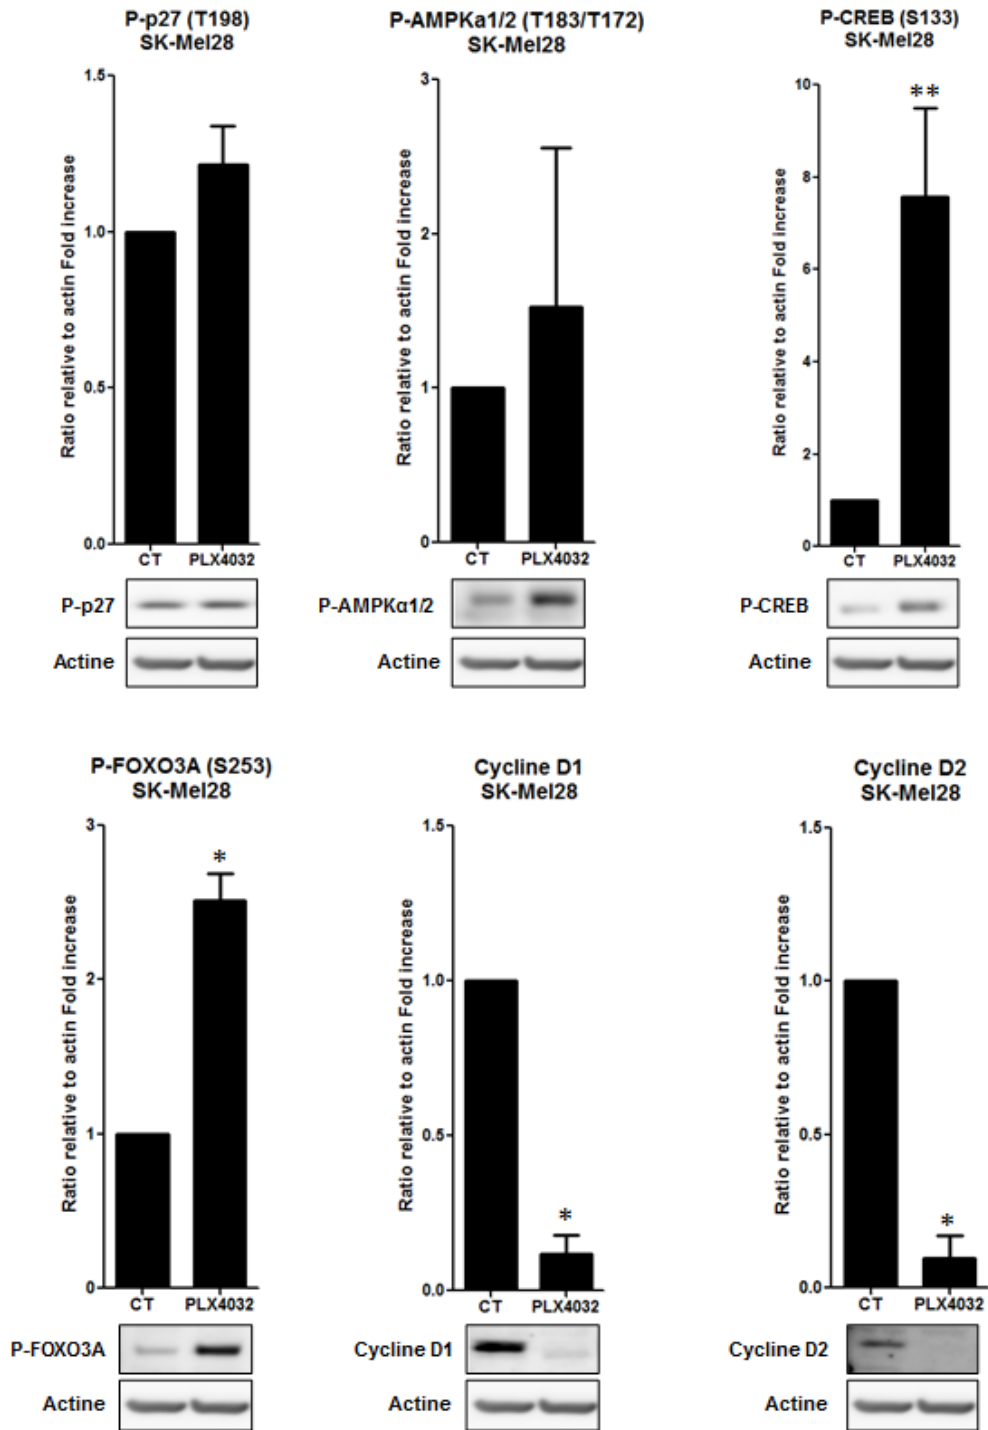 P-p27 (T198)
SK-Mel28
Ratio relative to actin Fold increase
1.5
1.0
0.5
0.0
CT PLX4032
P-p27
Actine
P-AMPKa1/2 (T183/T172)
SK-Mel28
Ratio relative to actin Fold increase
3
2
1
0
CT PLX4032
P-AMPKα1/2
Actine
P-CREB (S133)
SK-Mel28
Ratio relative to actin Fold increase
10
8
6
4
2
0
**
CT PLX4032
P-CREB
Actine
P-FOXO3A (S253)
SK-Mel28
Ratio relative to actin Fold increase
3
2
1
0
*
CT PLX4032
P-FOXO3A
Actine
Cycline D1
SK-Mel28
Ratio relative to actin Fold increase
1.5
1.0
0.5
0.0
*
CT PLX4032
Cycline D1
Actine
Cycline D2
SK-Mel28
Ratio relative to actin Fold increase
1.5
1.0
0.5
0.0
*
CT PLX4032
Cycline D2
Actine